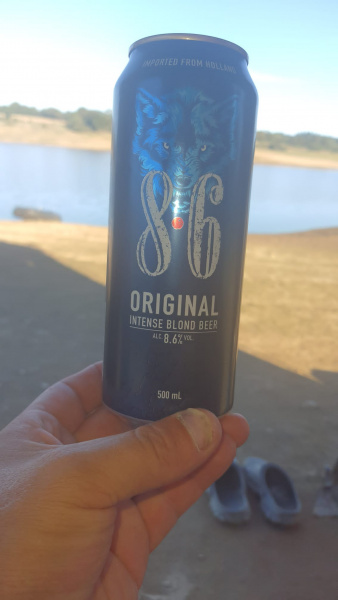 IMPORTED FROM HOLLAND
8.6
ORIGINAL
INTENSE BLOND BEER
ALC 8.6% VOL.
500 mL